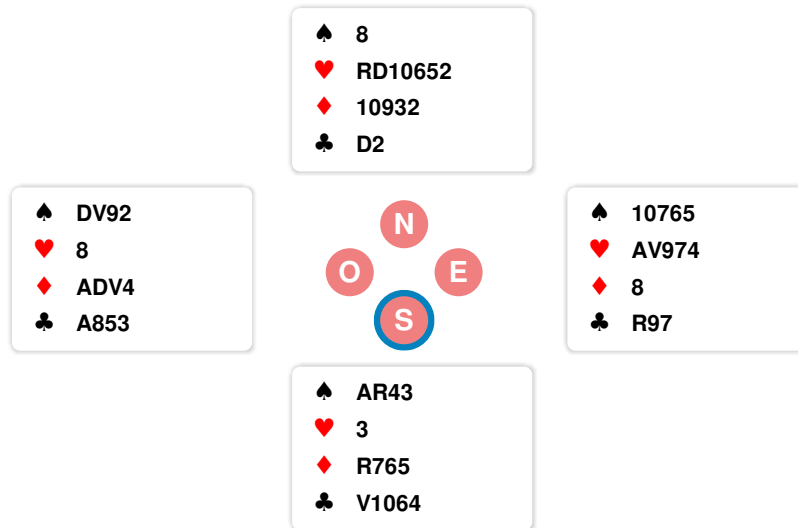 ♠ 8
♥ RD10652
♦ 10932
♣ D2
♠ DV92
♥ 8
♦ ADV4
♣ A853
N
O E
S
♠ 10765
♥ AV974
♦ 8
♣ R97
♠ AR43
♥ 3
♦ R765
♣ V1064